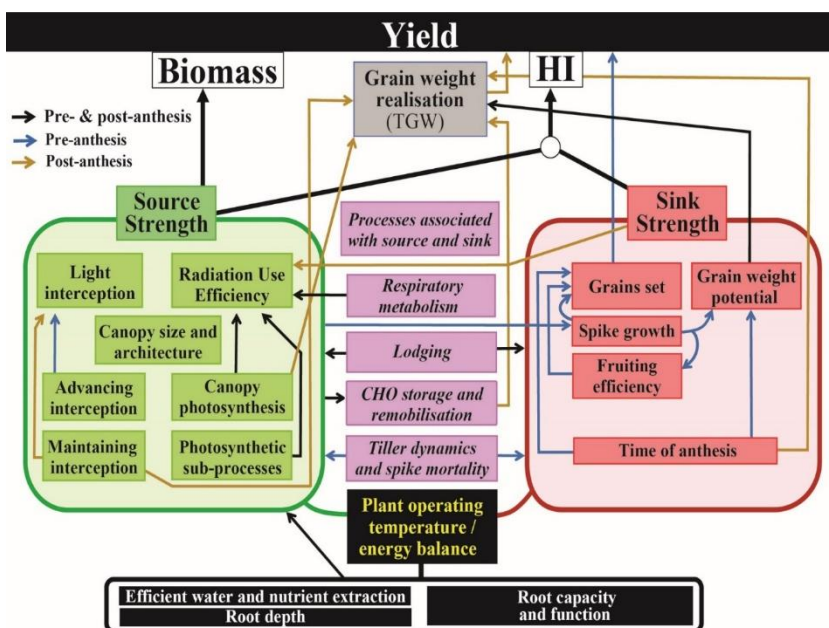 Yield
Biomass
Grain weight
realisation
(TGW)
HI
Pre- & post-anthesis
Pre-anthesis
Post-anthesis
Source
Strength
Processes associated
with source and sink
Sink
Strength
Light
interception
Radiation Use
Efficiency
Respiratory
metabolism
Grains set
Grain weight
potential
Canopy size and
architecture
Lodging
Spike growth
Fruiting
efficiency
Advancing
interception
Canopy
photosynthesis
CHO storage and
remobilisation
Maintaining
interception
Photosynthetic
sub-processes
Tiller dynamics
and spike mortality
Time of anthesis
Plant operating
temperature /
energy balance
Efficient water and nutrient extraction
Root depth
Root capacity
and function